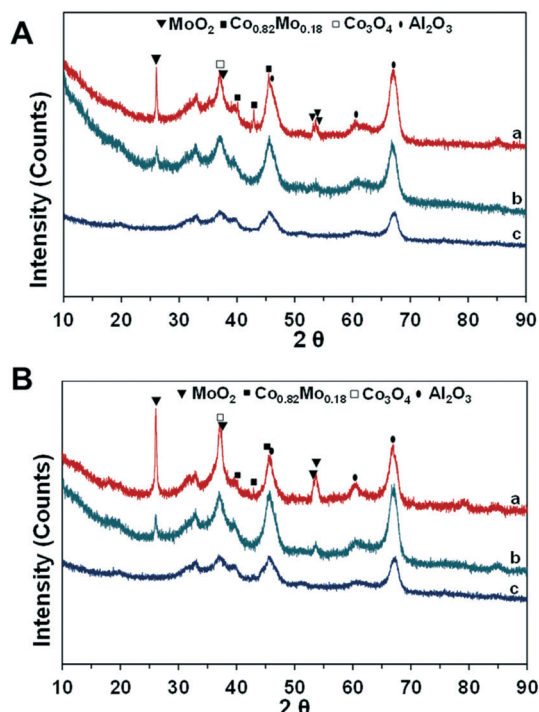 A
▼MoO₂ ■Co₀.₈₂Mo₀.₁₈ □Co₃O₄ ●Al₂O₃
Intensity (Counts)
a
b
c
10 20 30 40 50 60 70 80 90
2 θ
B
▼MoO₂ ■Co₀.₈₂Mo₀.₁₈ □Co₃O₄ ●Al₂O₃
Intensity (Counts)
a
b
c
10 20 30 40 50 60 70 80 90
2 θ